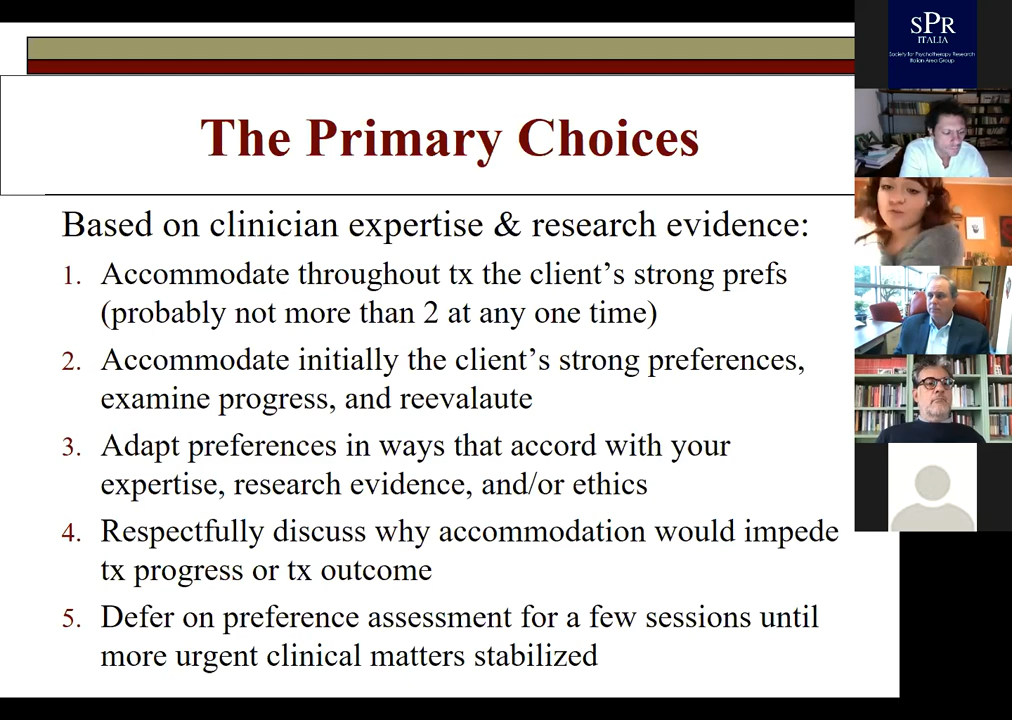 The Primary Choices
Based on clinician expertise & research evidence:
1. Accommodate throughout tx the client's strong prefs
(probably not more than 2 at any one time)
2. Accommodate initially the client's strong preferences,
examine progress, and reevalaute
3. Adapt preferences in ways that accord with your
expertise, research evidence, and/or ethics
4. Respectfully discuss why accommodation would impede
tx progress or tx outcome
5. Defer on preference assessment for a few sessions until
more urgent clinical matters stabilized
SPR
ITALIA
Society for Psychotherapy Research
Italian Area Group